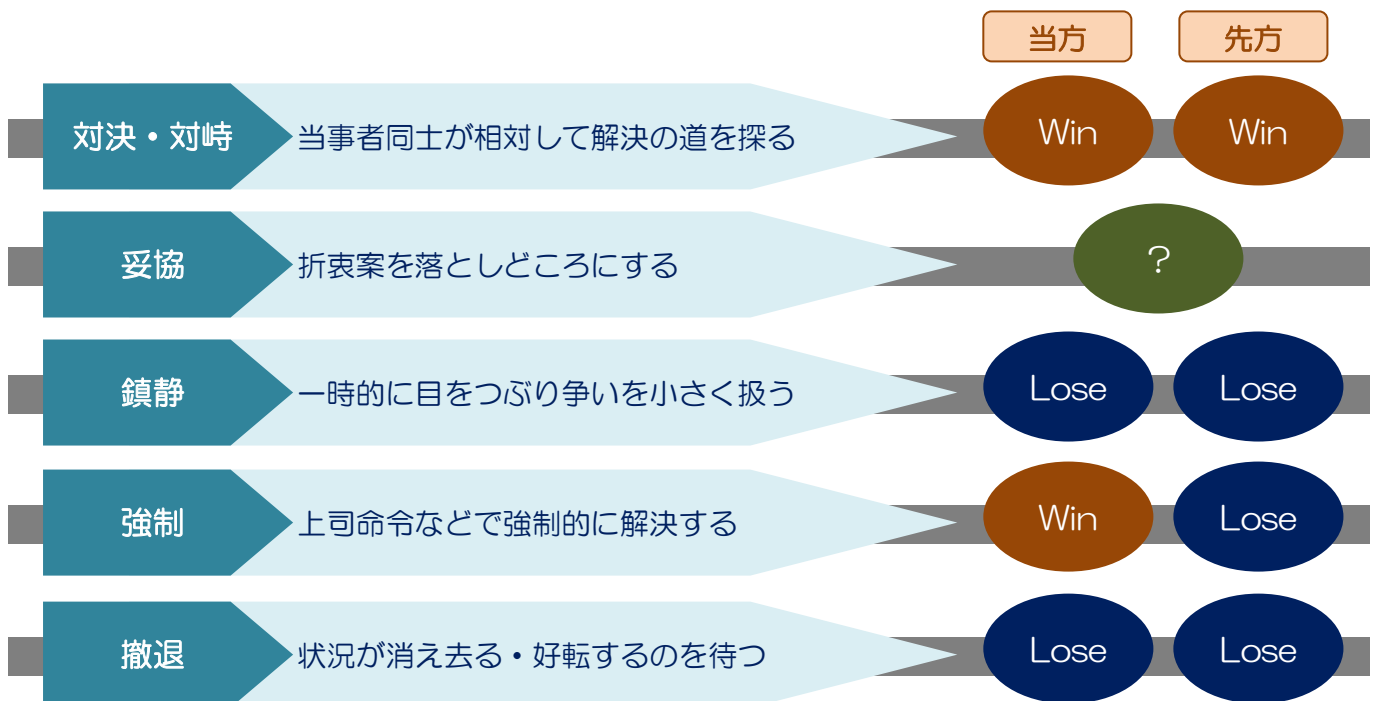 当方 先方
対決・対峙 当事者同士が相対して解決の道を探る Win Win
妥協 折衷案を落としどころにする ?
鎮静 一時的に目をつぶり争いを小さく扱う Lose Lose
強制 上司命令などで強制的に解決する Win Lose
撤退 状況が消え去る・好転するのを待つ Lose Lose